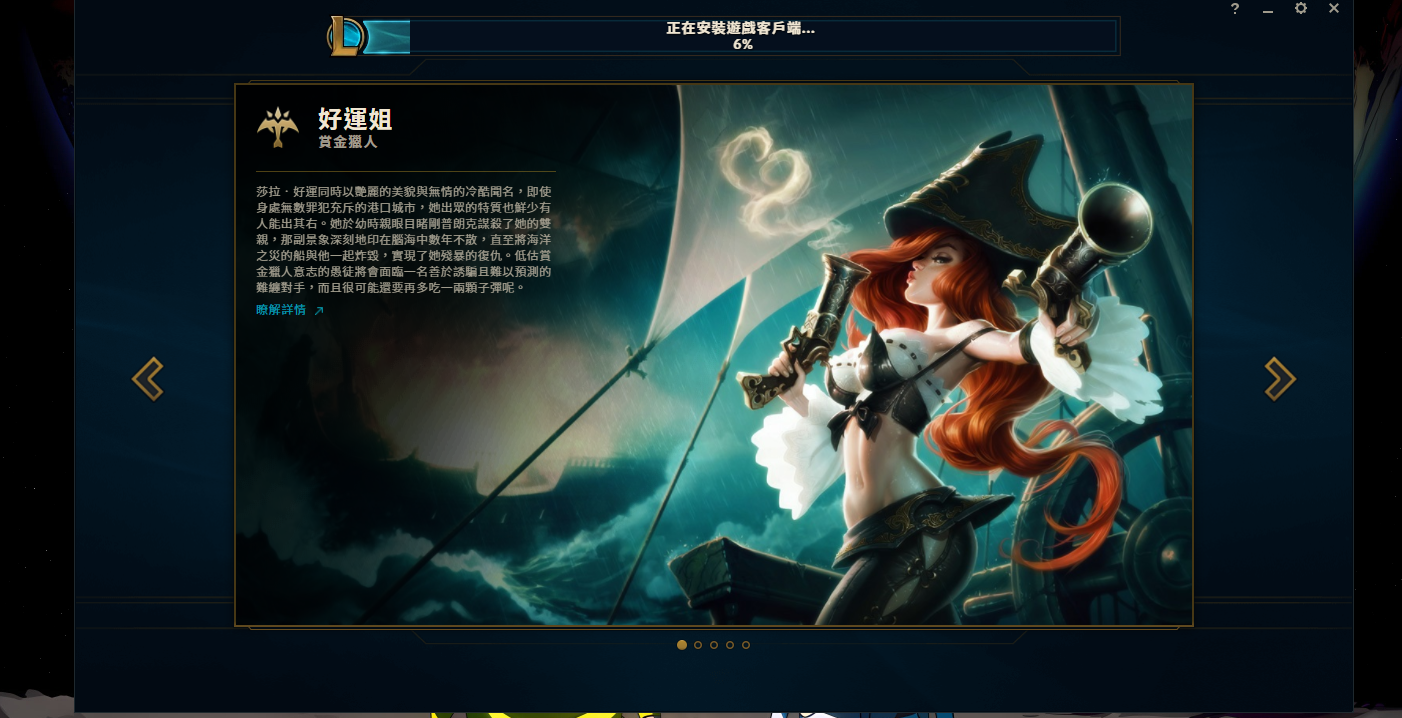 正在安裝遊戲客戶端...
6%
好運姐
賞金獵人
莎拉·好運同時以艷麗的美貌與無情的冷酷聞名，即使
身處無數罪犯充斥的港口城市，她出眾的特質也鮮少有
人能出其右。她於幼時親眼目睹剛普朗克謀殺了她的雙
親，那副景象深刻地印在腦海中數年不散，直至將海洋
之災的船與他一起炸毀，實現了她殘暴的復仇。低估賞
金獵人意志的愚徒將會面臨一名善於誘騙且難以預測的
難纏對手，而且很可能還要再多吃一兩顆子彈呢。
瞭解詳情